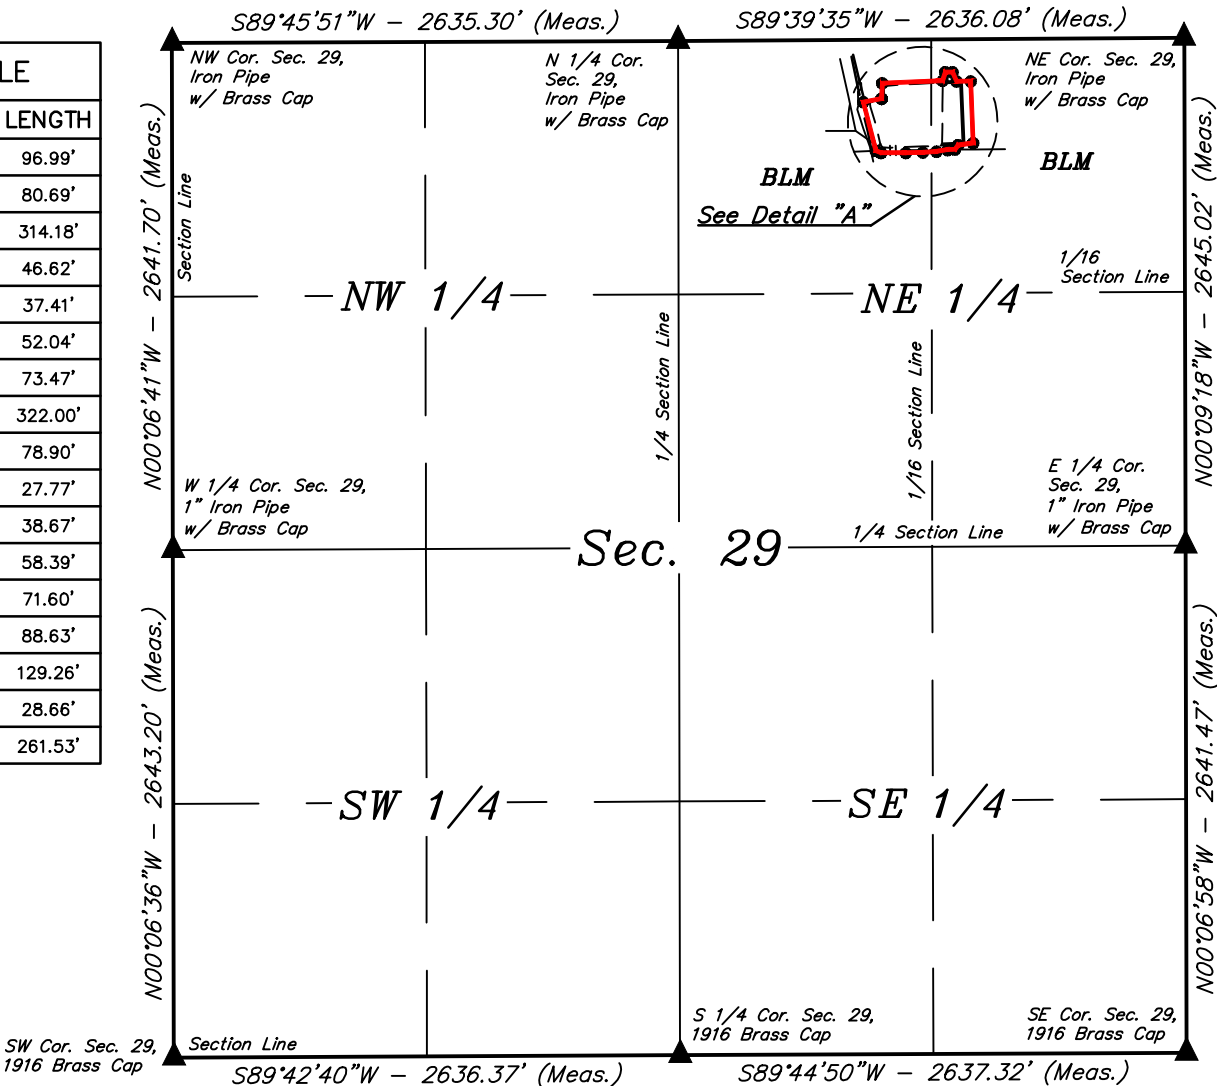 S89°45'51"W - 2635.30' (Meas.)
S89°39'35"W - 2636.08' (Meas.)
LE
LENGTH
96.99'
80.69'
314.18'
46.62'
37.41'
52.04'
73.47'
322.00'
78.90'
27.77'
38.67'
58.39'
71.60'
88.63'
129.26'
28.66'
261.53'
NW Cor. Sec. 29,
Iron Pipe
w/ Brass Cap
N 1/4 Cor.
Sec. 29,
Iron Pipe
w/ Brass Cap
NE Cor. Sec. 29,
Iron Pipe
w/ Brass Cap
BLM
BLM
See Detail "A"
N00°06'41"W - 2641.70' (Meas.)
Section Line
N00°09'18"W - 2645.02' (Meas.)
1/16
Section Line
NW 1/4
NE 1/4
1/4 Section Line
1/16 Section Line
W 1/4 Cor. Sec. 29,
1" Iron Pipe
w/ Brass Cap
E 1/4 Cor.
Sec. 29,
1" Iron Pipe
w/ Brass Cap
Sec. 29
1/4 Section Line
N00°06'36"W - 2643.20' (Meas.)
N00°06'58"W - 2641.47' (Meas.)
SW 1/4
SE 1/4
SW Cor. Sec. 29,
1916 Brass Cap
Section Line
S 1/4 Cor. Sec. 29,
1916 Brass Cap
SE Cor. Sec. 29,
1916 Brass Cap
S89°42'40"W - 2636.37' (Meas.)
S89°44'50"W - 2637.32' (Meas.)